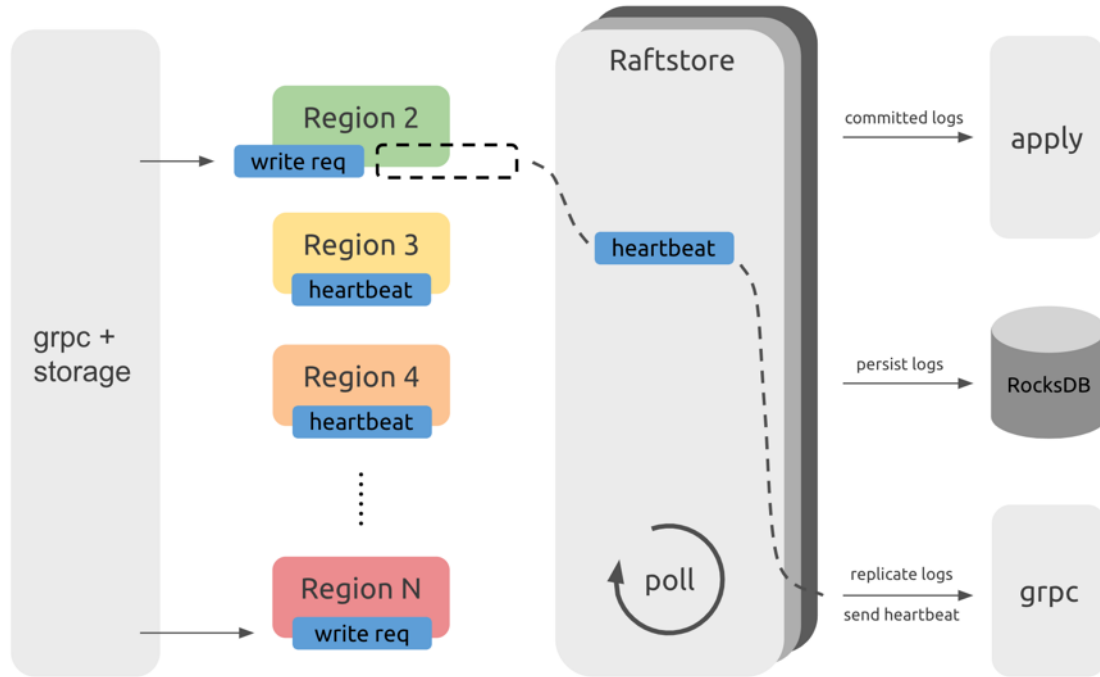 grpc +
storage
Region 2
write req
Region 3
heartbeat
Region 4
heartbeat
Region N
write req
Raftstore
heartbeat
poll
committed logs
apply
persist logs
RocksDB
replicate logs
send heartbeat
grpc